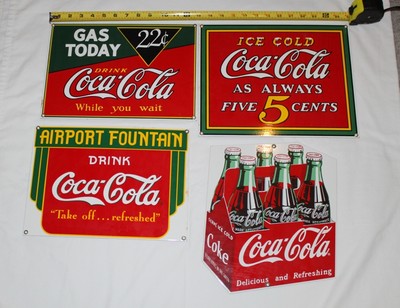 GAS
TODAY
22¢
DRINK
Coca-Cola
While you wait
ICE COLD
Coca-Cola
AS ALWAYS
FIVE 5 CENTS
AIRPORT FOUNTAIN
DRINK
Coca-Cola
"Take off...refreshed"
Coke
Coca-Cola
Delicious and Refreshing